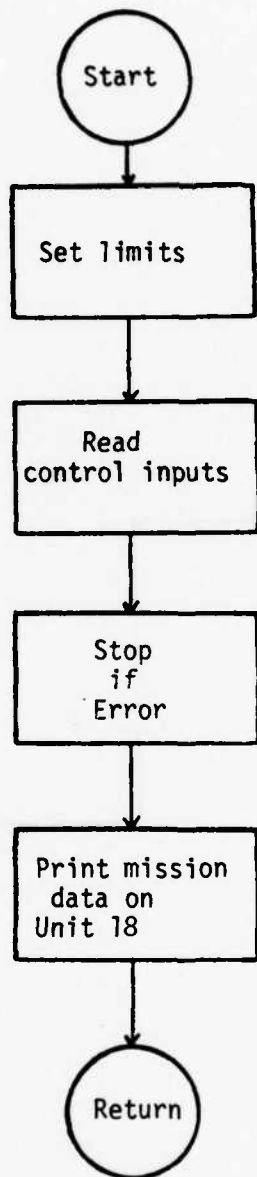 Start
Set limits
Read
control inputs
Stop
if
Error
Print mission
data on
Unit 18
Return